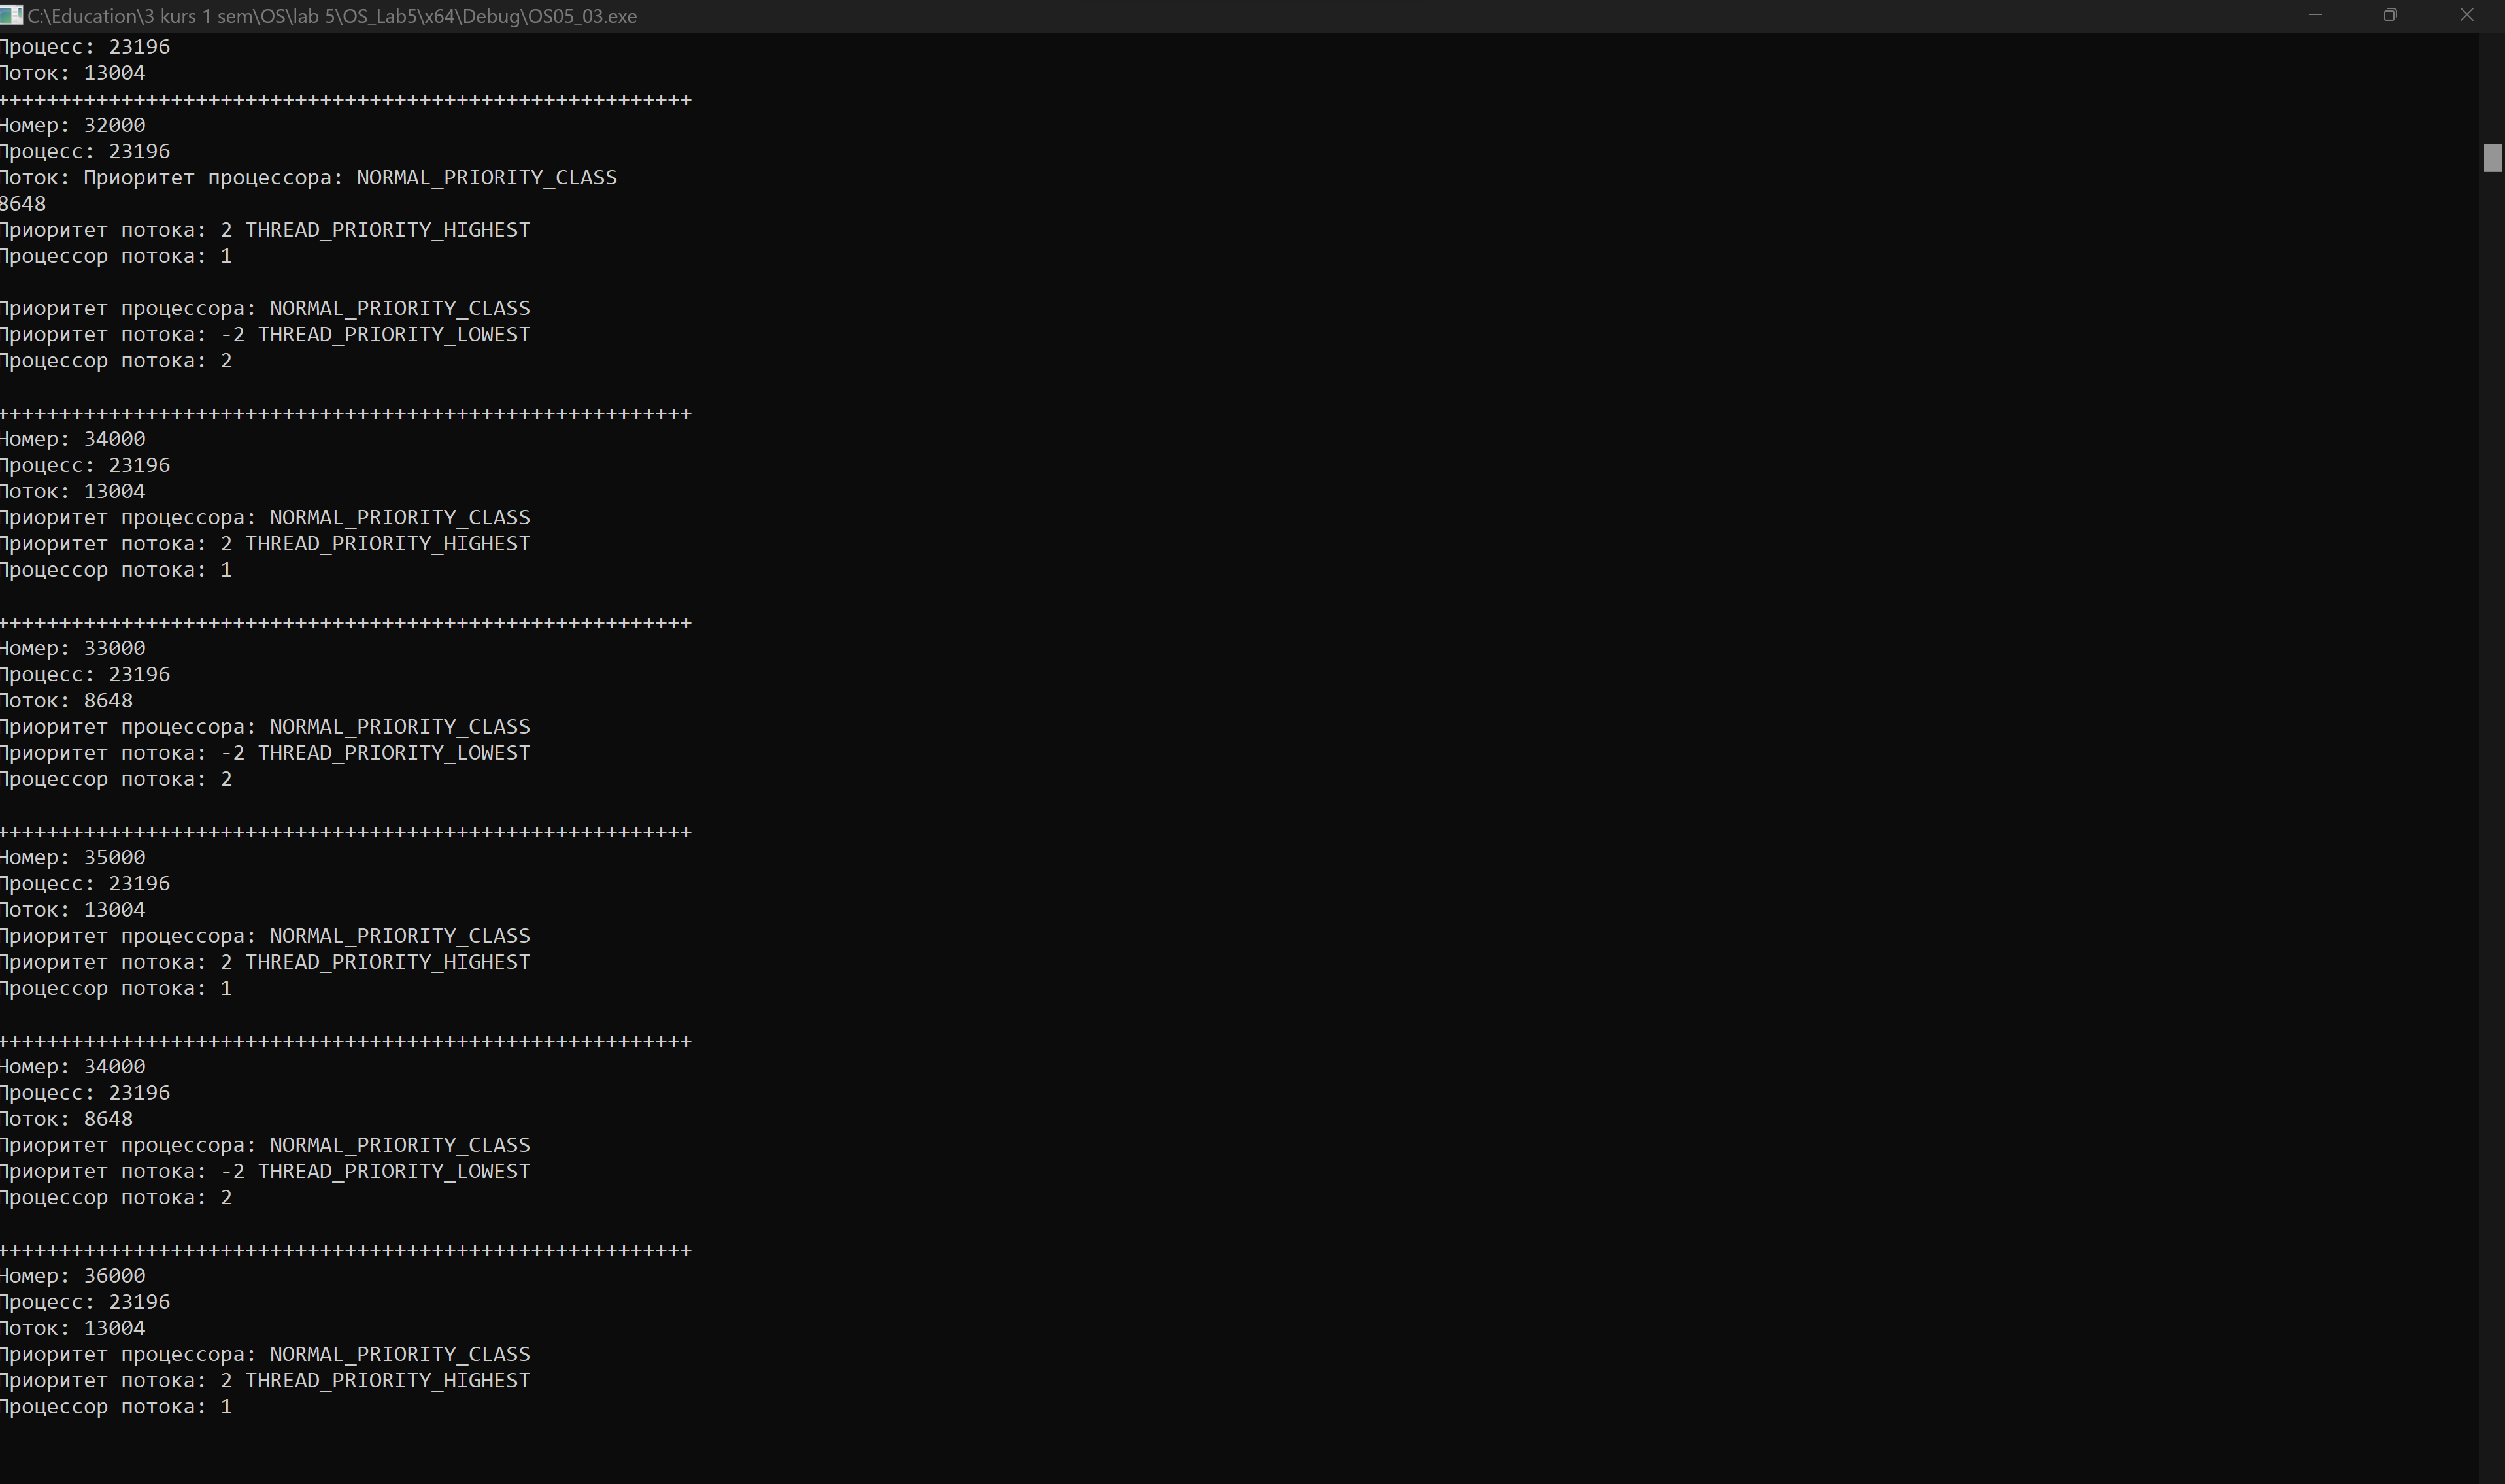 C:\Education\3 kurs 1 sem\OS\lab 5\OS_Lab5\x64\Debug\OS05_03.exe
Процесс: 23196
Поток: 13004
++++++++++++++++++++++++++++++++++++++++++++++++++++++++
Номер: 32000
Процесс: 23196
Поток: Приоритет процессора: NORMAL_PRIORITY_CLASS
8648
Приоритет потока: 2 THREAD_PRIORITY_HIGHEST
Процессор потока: 1
Приоритет процессора: NORMAL_PRIORITY_CLASS
Приоритет потока: -2 THREAD_PRIORITY_LOWEST
Процессор потока: 2
++++++++++++++++++++++++++++++++++++++++++++++++++++++++
Номер: 34000
Процесс: 23196
Поток: 13004
Приоритет процессора: NORMAL_PRIORITY_CLASS
Приоритет потока: 2 THREAD_PRIORITY_HIGHEST
Процессор потока: 1
++++++++++++++++++++++++++++++++++++++++++++++++++++++++
Номер: 33000
Процесс: 23196
Поток: 8648
Приоритет процессора: NORMAL_PRIORITY_CLASS
Приоритет потока: -2 THREAD_PRIORITY_LOWEST
Процессор потока: 2
++++++++++++++++++++++++++++++++++++++++++++++++++++++++
Номер: 35000
Процесс: 23196
Поток: 13004
Приоритет процессора: NORMAL_PRIORITY_CLASS
Приоритет потока: 2 THREAD_PRIORITY_HIGHEST
Процессор потока: 1
++++++++++++++++++++++++++++++++++++++++++++++++++++++++
Номер: 34000
Процесс: 23196
Поток: 8648
Приоритет процессора: NORMAL_PRIORITY_CLASS
Приоритет потока: -2 THREAD_PRIORITY_LOWEST
Процессор потока: 2
++++++++++++++++++++++++++++++++++++++++++++++++++++++++
Номер: 36000
Процесс: 23196
Поток: 13004
Приоритет процессора: NORMAL_PRIORITY_CLASS
Приоритет потока: 2 THREAD_PRIORITY_HIGHEST
Процессор потока: 1